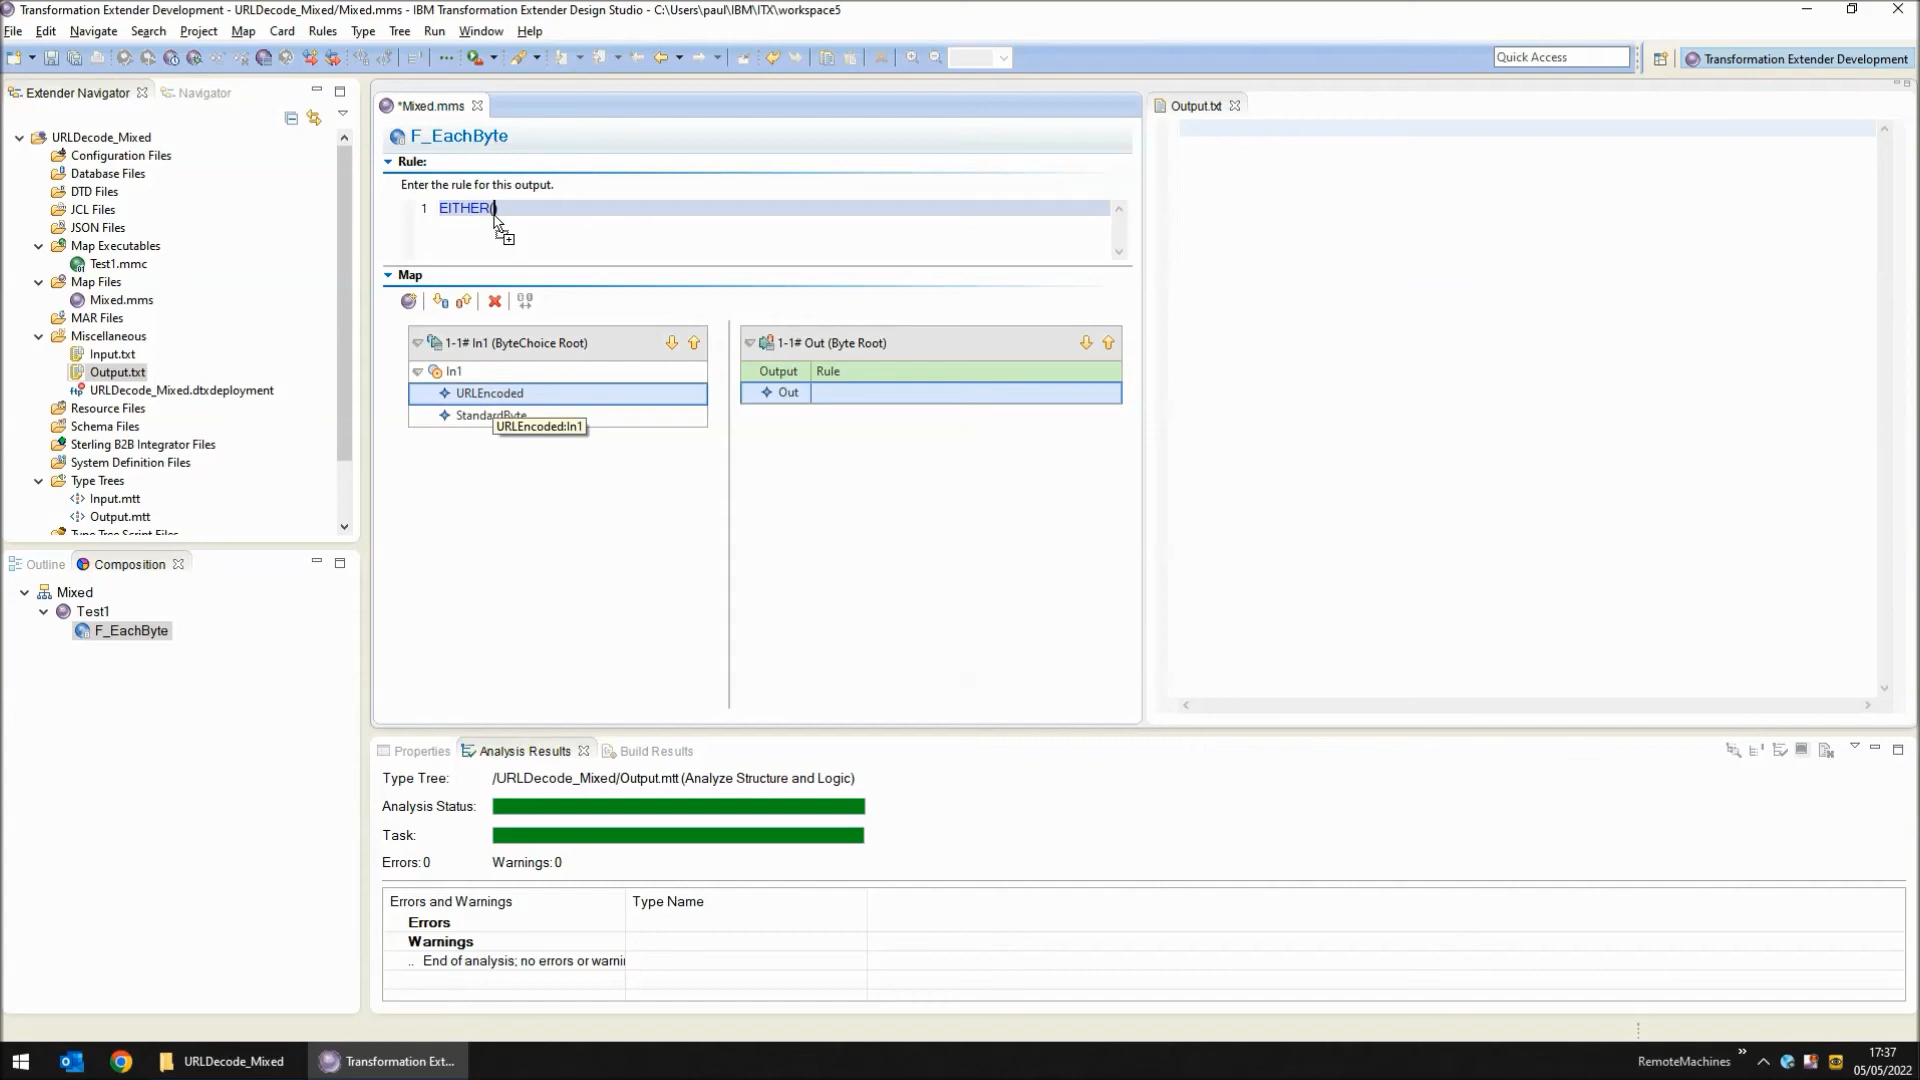 Transformation Extender Development - URLDecode_Mixed/Mixed.mms - IBM Transformation Extender Design Studio - C:\Users\paul\IBM\ITX\workspace5
File Edit Navigate Search Project Map Card Rules Type Tree Run Window Help
Quick Access
Transformation Extender Development
Extender Navigator
Navigator
URLDecode_Mixed
Configuration Files
Database Files
DTD Files
JCL Files
JSON Files
Map Executables
Test1.mmc
Map Files
Mixed.mms
MAR Files
Miscellaneous
Input.txt
Output.txt
URLDecode_Mixed.dtxdeployment
Resource Files
Schema Files
Sterling B2B Integrator Files
System Definition Files
Type Trees
Input.mtt
Output.mtt
Type Tree Script Files
Outline
Composition
Mixed
Test1
F_EachByte
*Mixed.mms
F_EachByte
Rule:
Enter the rule for this output.
1 EITHER()
Map
1-1# In1 (ByteChoice Root)
In1
URLEncoded
StandardByte
URLEncoded:In1
1-1# Out (Byte Root)
Output Rule
Out
Output.txt
Properties
Analysis Results
Build Results
Type Tree: /URLDecode_Mixed/Output.mtt (Analyze Structure and Logic)
Analysis Status:
Task:
Errors: 0 Warnings: 0
Errors and Warnings Type Name
Errors
Warnings
.. End of analysis; no errors or warni
URLDecode_Mixed
Transformation Ext...
RemoteMachines
17:37
05/05/2022